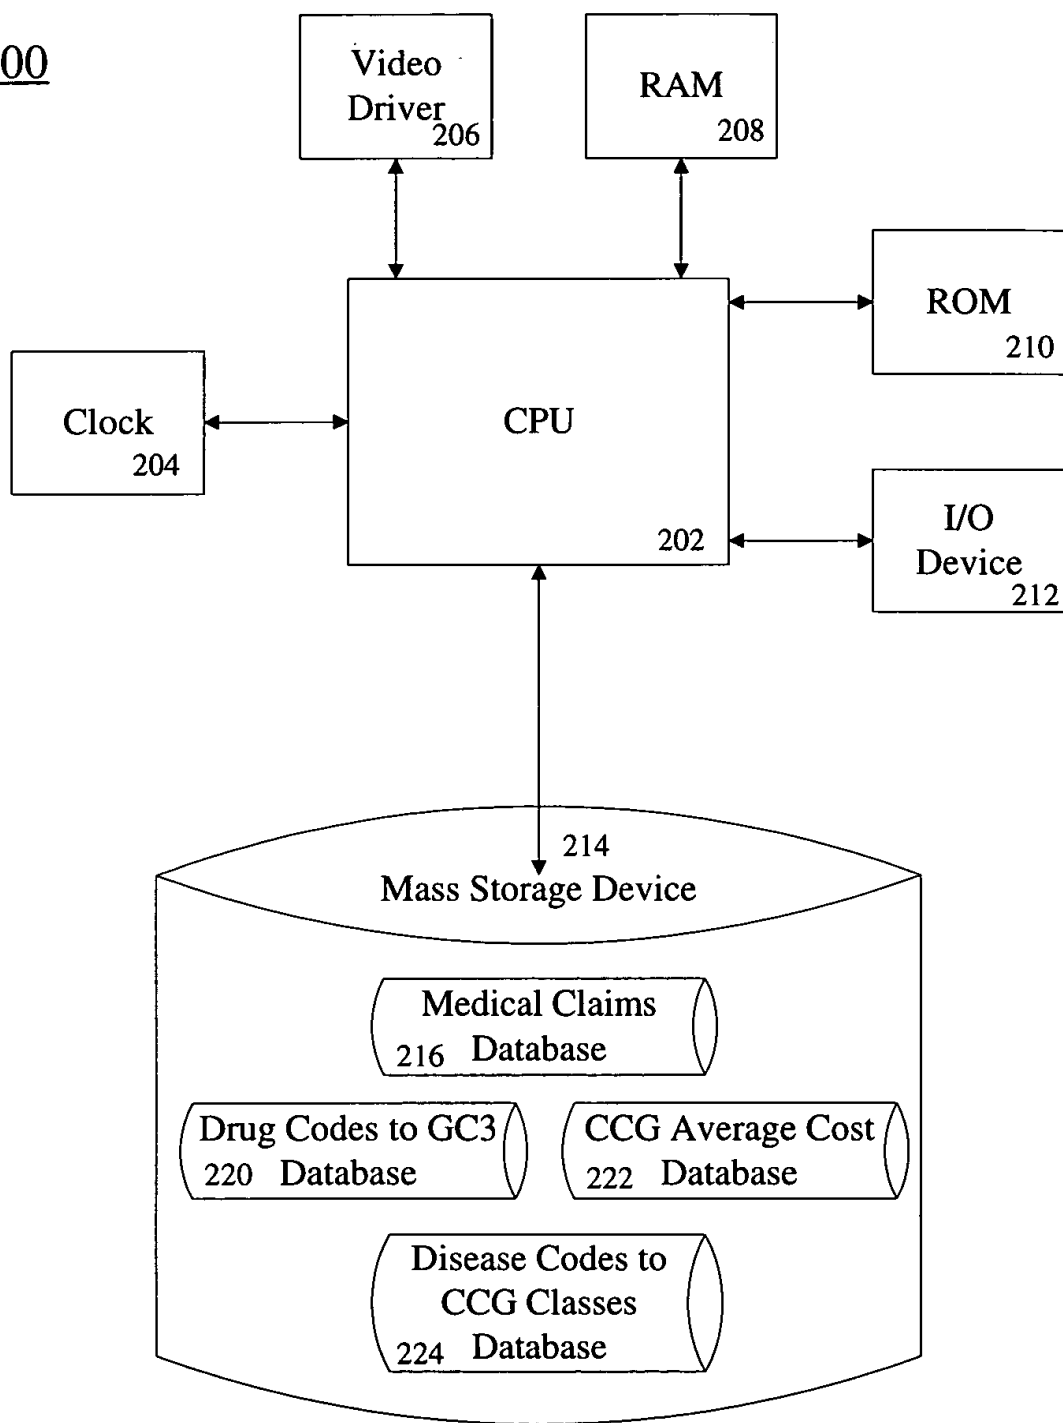 00
Video
Driver
206
RAM
208
ROM
210
Clock
204
CPU
202
I/O
Device
212
214
Mass Storage Device
Medical Claims
216 Database
Drug Codes to GC3
220 Database
CCG Average Cost
222 Database
Disease Codes to
CCG Classes
224 Database